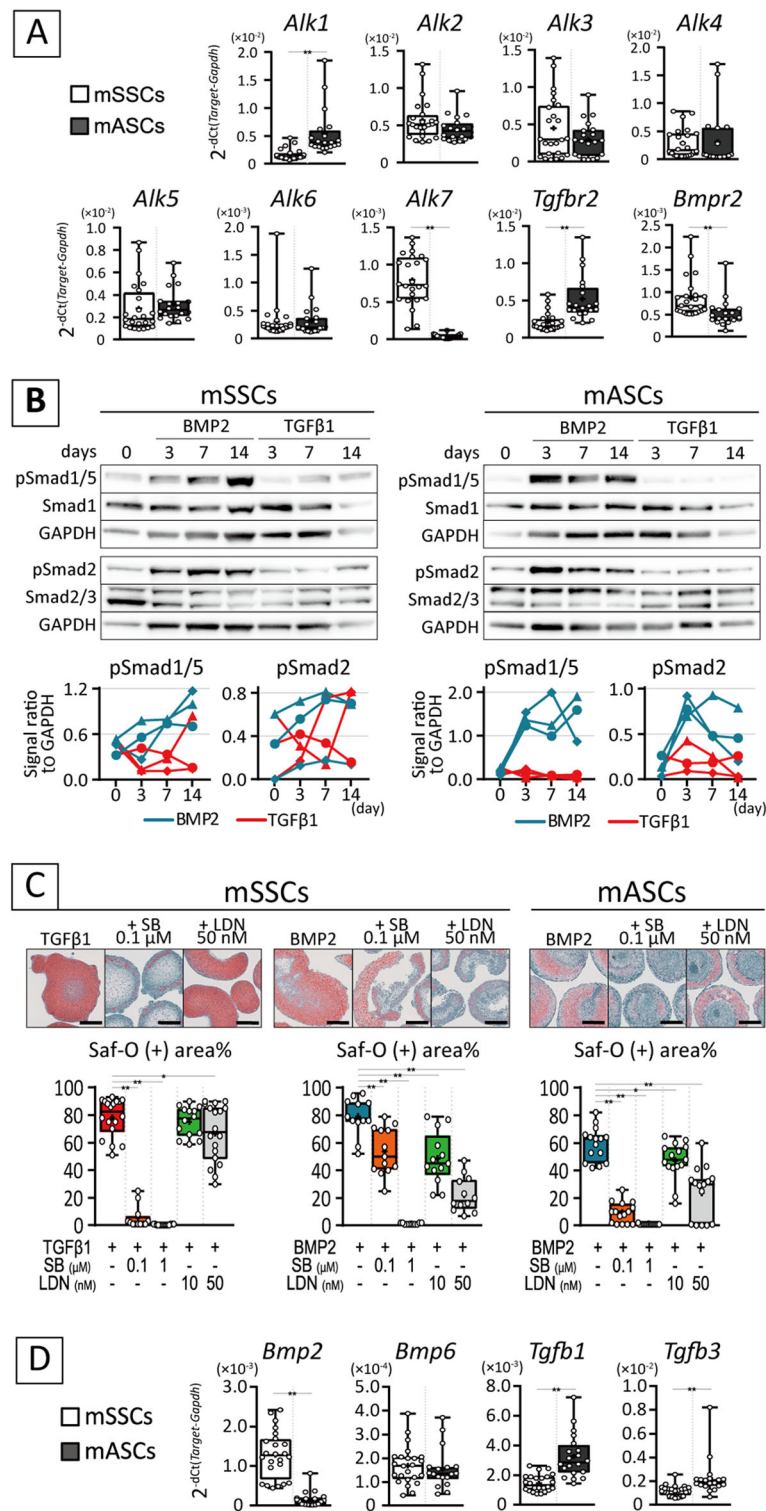 A
mSSCs
mASCs
2-dCt(Target-Gapdh)
Alk1
Alk2
Alk3
Alk4
(×10-2) (×10-2) (×10-2) (×10-2)
**
2.0 2.0 2.0 2.0
1.5 1.5 1.5 1.5
1.0 1.0 1.0 1.0
0.5 0.5 0.5 0.5
0 0 0 0
Alk5 Alk6 Alk7 Tgfbr2 Bmpr2
(×10-2) (×10-3) (×10-3) (×10-2) (×10-3)
2-dCt(Target-Gapdh)
** ** **
1.0 2.0 1.5 1.5 2.5
0.8 1.5 2.0
0.6 1.0 1.0 1.0 1.5
0.4 1.0
0.2 0.5 0.5 0.5 0.5
0 0 0 0 0
B
mSSCs mASCs
BMP2 TGFβ1 BMP2 TGFβ1
days 0 3 7 14 3 7 14 days 0 3 7 14 3 7 14
pSmad1/5 pSmad1/5
Smad1 Smad1
GAPDH GAPDH
pSmad2 pSmad2
Smad2/3 Smad2/3
GAPDH GAPDH
pSmad1/5 pSmad2 pSmad1/5 pSmad2
Signal ratio to GAPDH Signal ratio to GAPDH
1.2 0.8 2.0 1.0
0.6 0.4 1.0 0.5
0.0 0.0 0.0 0.0
0 3 7 14 0 3 7 14 (day) 0 3 7 14 0 3 7 14 (day)
BMP2 TGFβ1 BMP2 TGFβ1
C
mSSCs mASCs
TGFβ1 + SB 0.1 μM + LDN 50 nM BMP2 + SB 0.1 μM + LDN 50 nM BMP2 + SB 0.1 μM + LDN 50 nM
Saf-O (+) area% Saf-O (+) area% Saf-O (+) area%
* ** **
** ** *
** ** **
** ** ** **
100 100 100
80 80 80
60 60 60
40 40 40
20 20 20
0 0 0
TGFβ1 + + + + + BMP2 + + + + + BMP2 + + + + +
SB (μM) - 0.1 1 - - SB (μM) - 0.1 1 - - SB (μM) - 0.1 1 - -
LDN (nM) - - - 10 50 LDN (nM) - - - 10 50 LDN (nM) - - - 10 50
D
mSSCs
mASCs
2-dCt(Target-Gapdh)
Bmp2 Bmp6 Tgfb1 Tgfb3
(×10-3) (×10-4) (×10-3) (×10-2)
** ** **
3.0 5.0 8.0 1.0
4.0 6.0 0.8
2.0 3.0 0.6
2.0 4.0 0.4
1.0 1.0 2.0 0.2
0 0 0 0